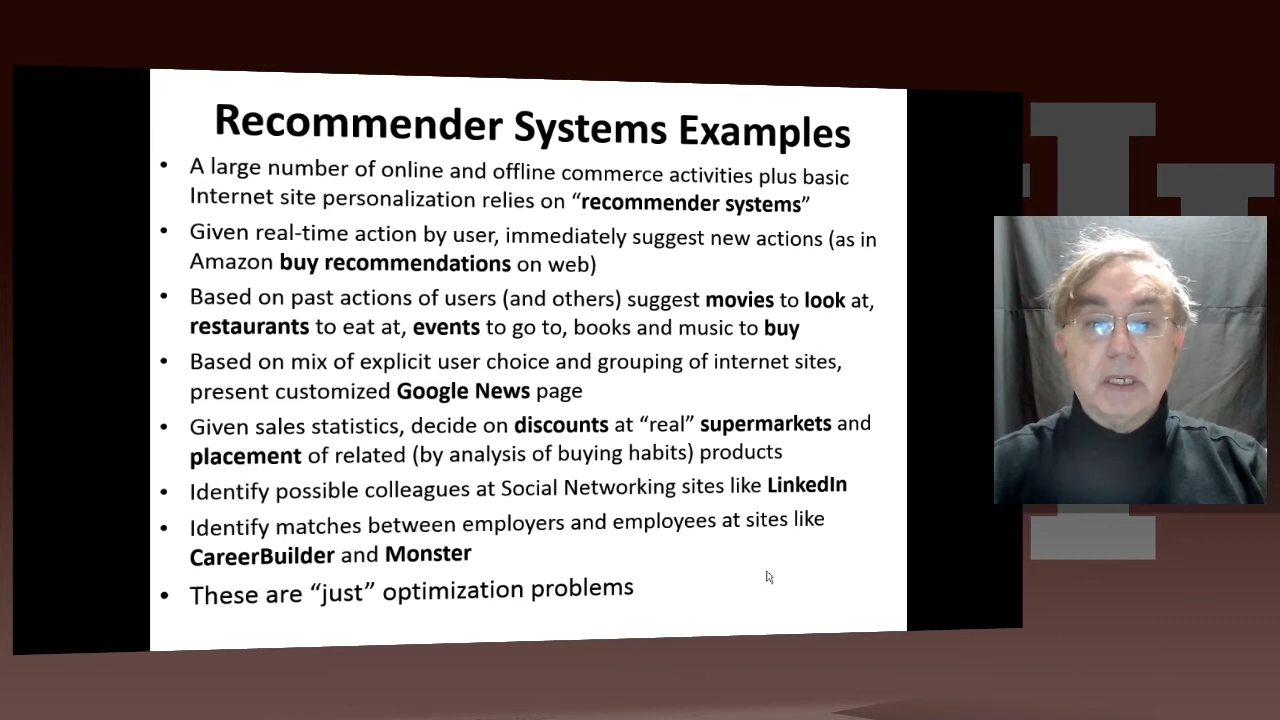 Recommender Systems Examples
• A large number of online and offline commerce activities plus basic
Internet site personalization relies on “recommender systems”
• Given real-time action by user, immediately suggest new actions (as in
Amazon buy recommendations on web)
• Based on past actions of users (and others) suggest movies to look at,
restaurants to eat at, events to go to, books and music to buy
• Based on mix of explicit user choice and grouping of internet sites,
present customized Google News page
• Given sales statistics, decide on discounts at “real” supermarkets and
placement of related (by analysis of buying habits) products
• Identify possible colleagues at Social Networking sites like LinkedIn
• Identify matches between employers and employees at sites like
CareerBuilder and Monster
• These are “just” optimization problems